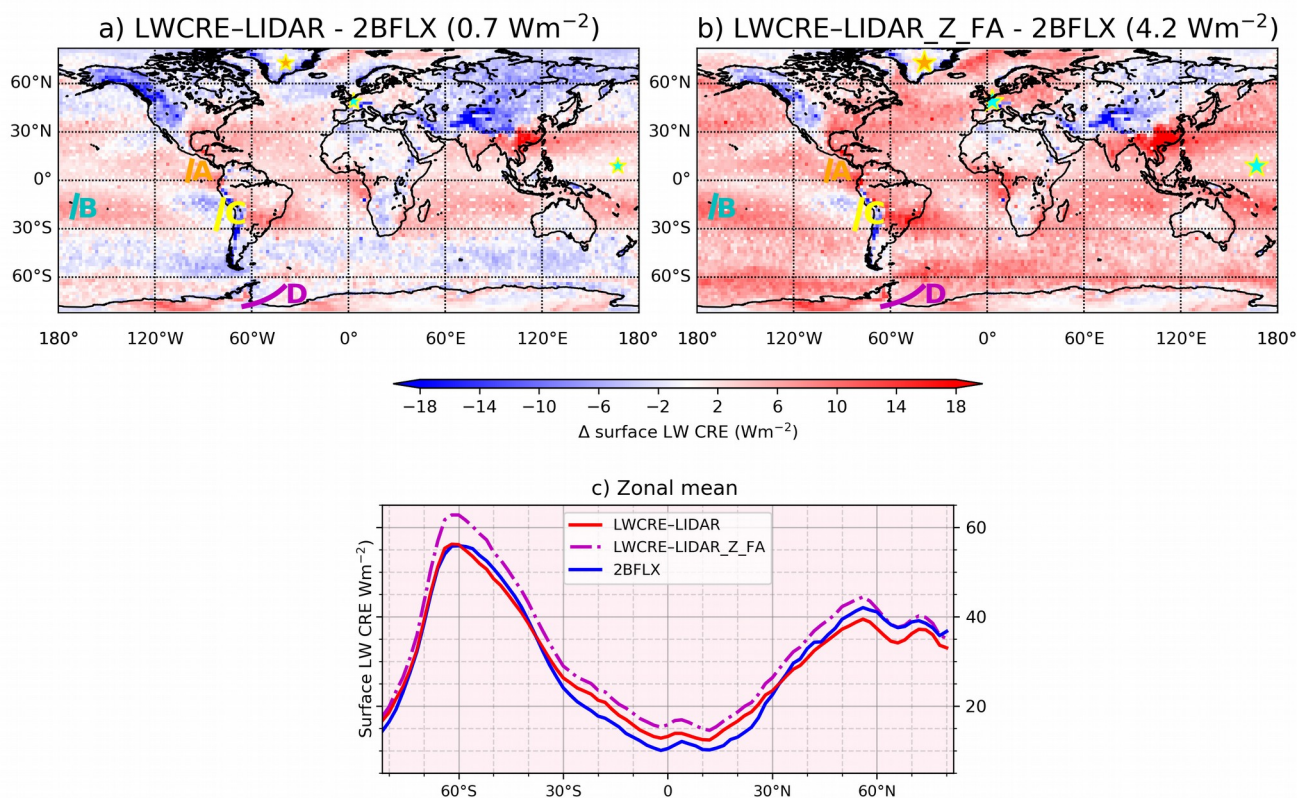 a) LWCRE–LIDAR - 2BFLX (0.7 Wm⁻²)
b) LWCRE–LIDAR_Z_FA - 2BFLX (4.2 Wm⁻²)
60°N
30°N
0°
30°S
60°S
A
B
C
D
180° 120°W 60°W 0° 60°E 120°E 180°
60°N
30°N
0°
30°S
60°S
A
B
C
D
180° 120°W 60°W 0° 60°E 120°E 180°
−18 −14 −10 −6 −2 2 6 10 14 18
Δ surface LW CRE (Wm⁻²)
c) Zonal mean
Surface LW CRE Wm⁻²)
LWCRE–LIDAR
LWCRE–LIDAR_Z_FA
2BFLX
60
40
20
60°S 30°S 0 30°N 60°N